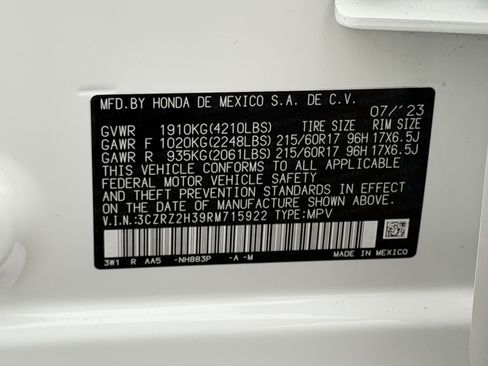 MFD.BY HONDA DE MEXICO S.A. DE C.V.
07/'23
GVWR 1910KG(4210LBS) TIRE SIZE RIM SIZE
GAWR F 1020KG(2248LBS) 215/60R17 96H 17X6.5J
GAWR R 935KG(2061LBS) 215/60R17 96H 17X6.5J
THIS VEHICLE CONFORMS TO ALL APPLICABLE
FEDERAL MOTOR VEHICLE SAFETY AND THEFT
PREVENTION STANDARDS IN EFFECT ON THE DATE OF
MANUFACTURE SHOWN ABOVE.
V.I.N.:3CZRZ2H39RM715922 TYPE:MPV
3W1 R AA5 -NH883P -A -M MADE IN MEXICO